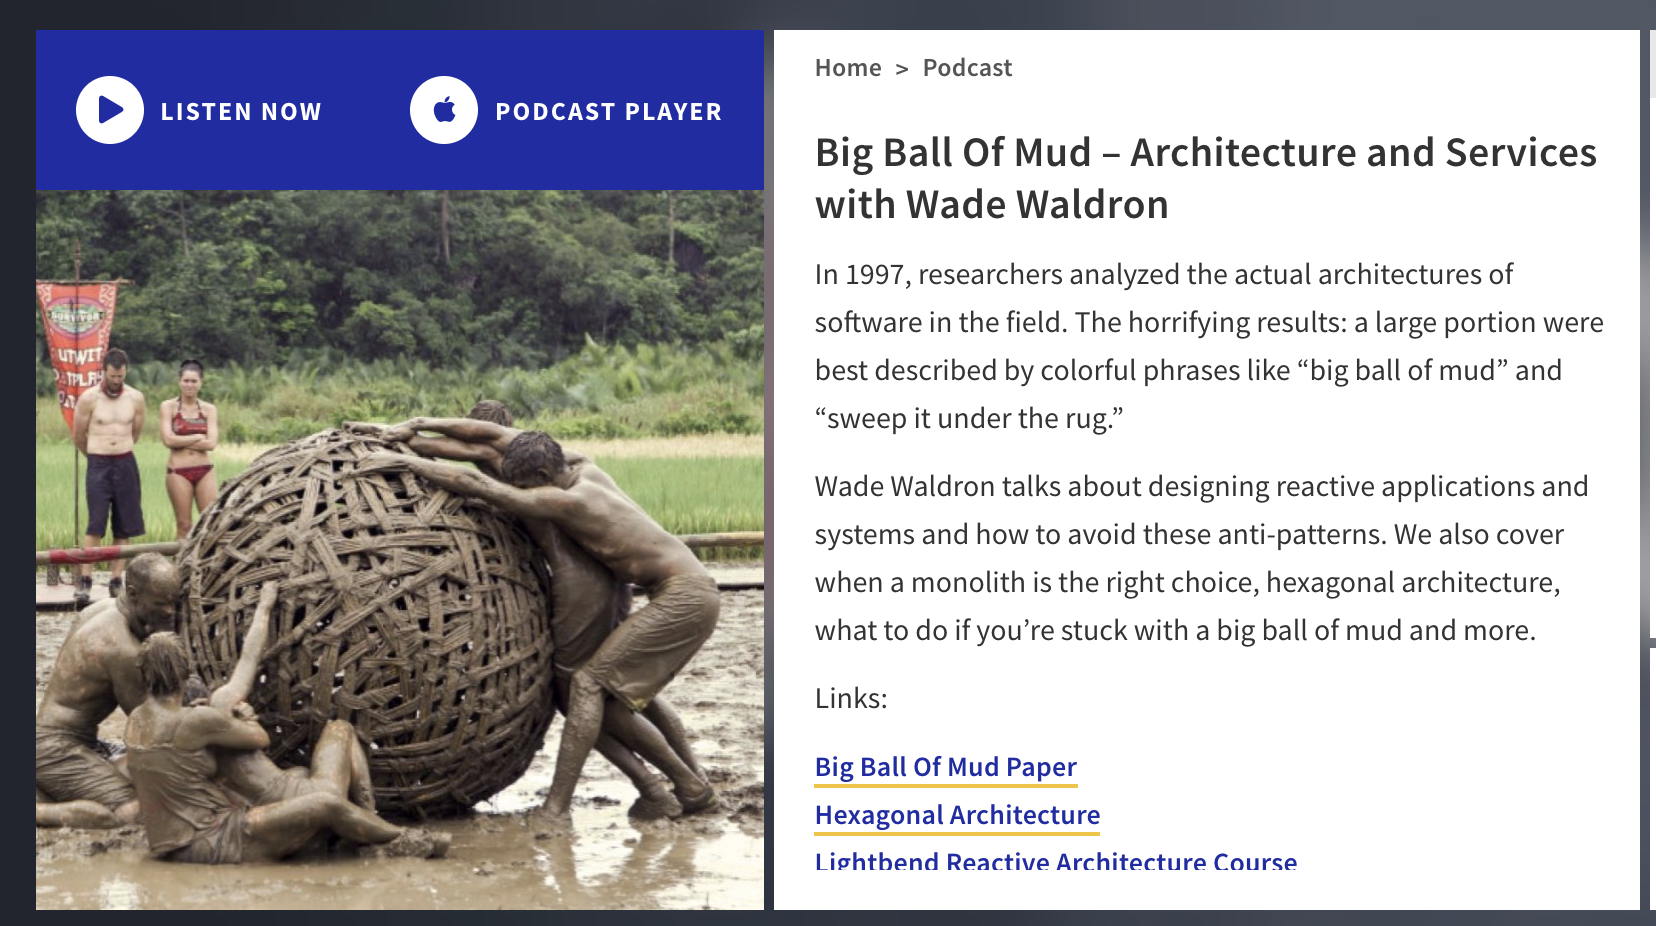 LISTEN NOW
PODCAST PLAYER
SURVIVOR
UTWIT
Home > Podcast
Big Ball Of Mud – Architecture and Services
with Wade Waldron
In 1997, researchers analyzed the actual architectures of
software in the field. The horrifying results: a large portion were
best described by colorful phrases like “big ball of mud” and
“sweep it under the rug.”
Wade Waldron talks about designing reactive applications and
systems and how to avoid these anti-patterns. We also cover
when a monolith is the right choice, hexagonal architecture,
what to do if you’re stuck with a big ball of mud and more.
Links:
Big Ball Of Mud Paper
Hexagonal Architecture
Lightbend Reactive Architecture Course